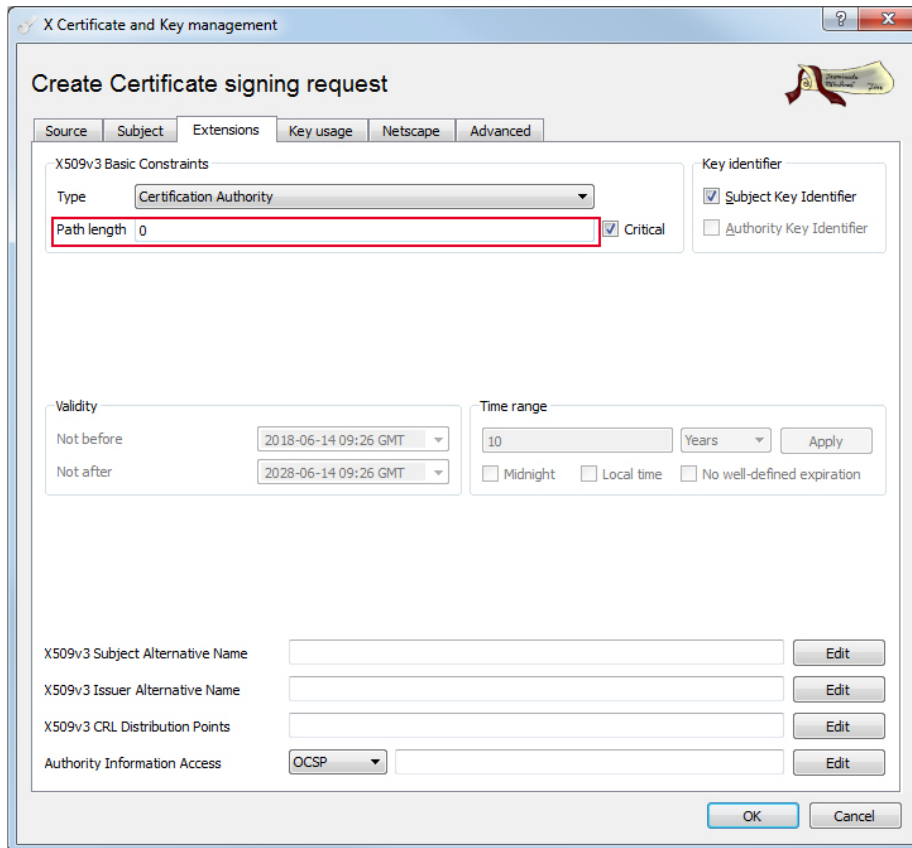 X Certificate and Key management
?
Create Certificate signing request
Source Subject Extensions Key usage Netscape Advanced
X509v3 Basic Constraints Key identifier
Type Certification Authority Subject Key Identifier
Path length 0 Critical Authority Key Identifier
Validity Time range
Not before 2018-06-14 09:26 GMT 10 Years Apply
Not after 2028-06-14 09:26 GMT Midnight Local time No well-defined expiration
X509v3 Subject Alternative Name Edit
X509v3 Issuer Alternative Name Edit
X509v3 CRL Distribution Points Edit
Authority Information Access OCSP Edit
OK Cancel